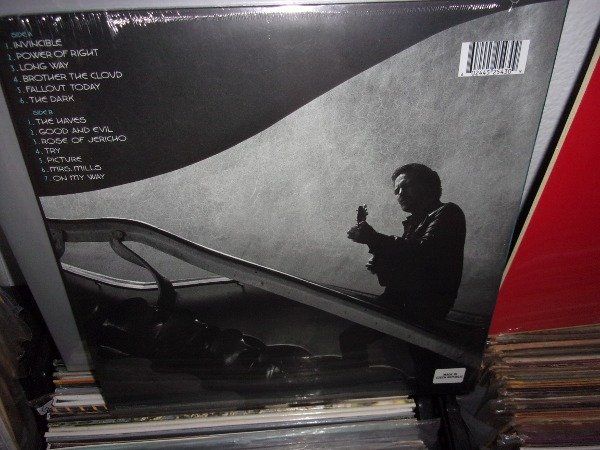 SIDE A
1. INVINCIBLE
2. POWER OF RIGHT
3. LONG WAY
4. BROTHER THE CLOUD
5. FALLOUT TODAY
6. THE DARK
SIDE B
1. THE HAVES
2. GOOD AND EVIL
3. ROSE OF JERICHO
4. TRY
5. PICTURE
6. MRS. MILLS
7. ON MY WAY
MADE IN